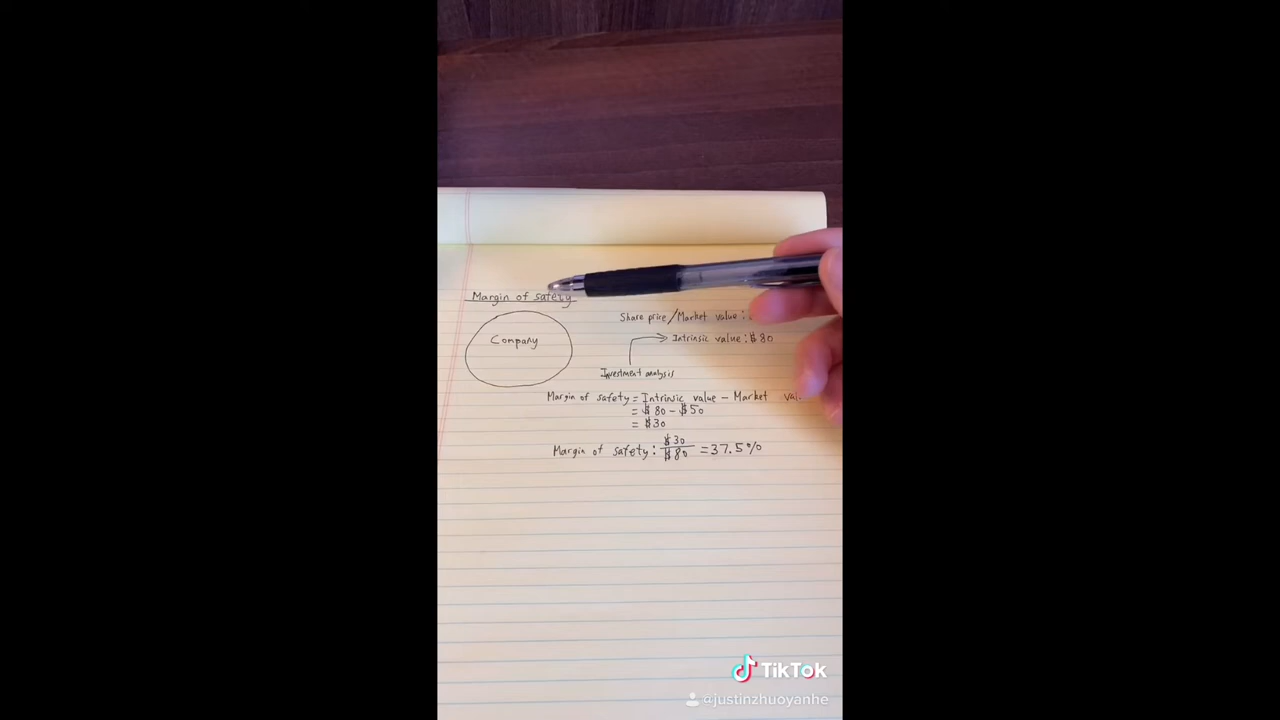 Margin of safety
Company
Share price/Market value:
Intrinsic value: $80
Investment analysis
Margin of safety = Intrinsic value - Market
= $80 - $50
= $30
Margin of safety: $30/$80 = 37.5%
TikTok
@justinzhuoyanhe